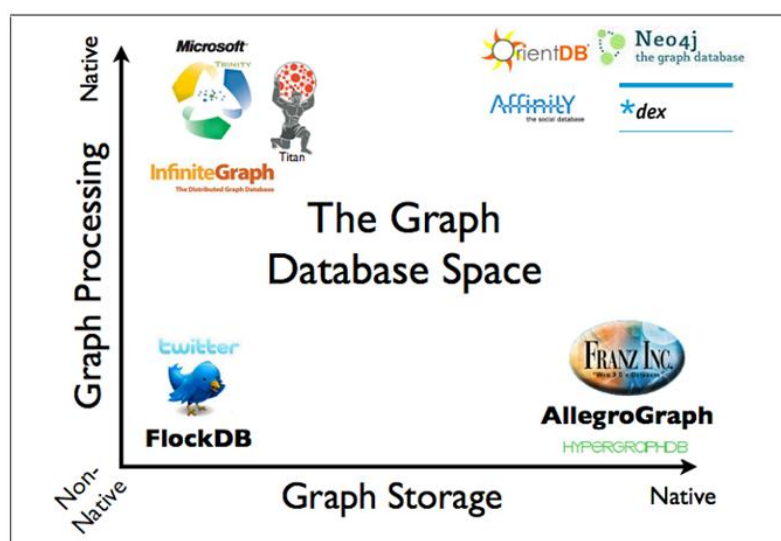 Microsoft®
TRINITY
Titan
InfiniteGraph
The Distributed Graph Database
OrientDB®
Neo4j
the graph database
Affinity
the social database
*dex
The Graph
Database Space
twitter
FlockDB
FRANZ INC.
AllegroGraph
HYPERGRAPHDB
Native
Graph Processing
Non-
Native
Graph Storage
Native